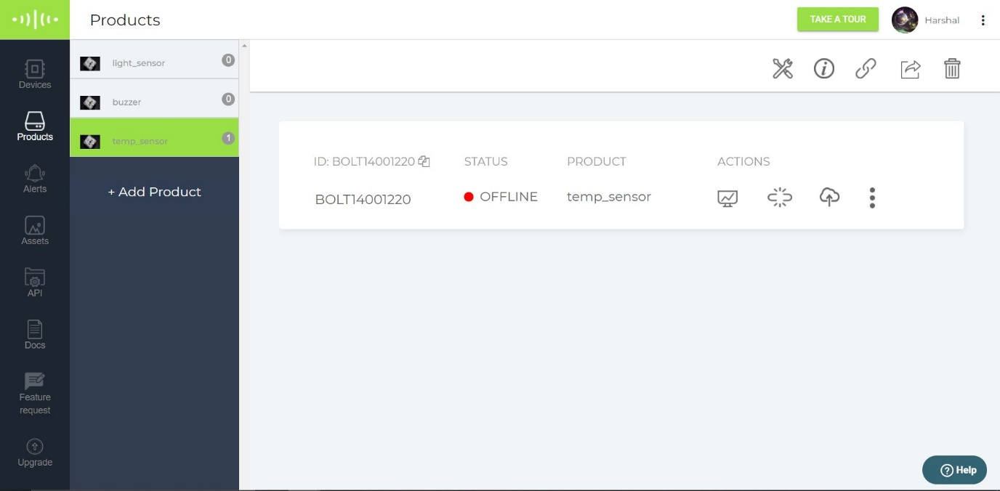 Products
TAKE A TOUR
Harshal
Devices
Products
Alerts
Assets
API
Docs
Feature
request
Upgrade
light_sensor 0
buzzer 0
temp_sensor 1
+ Add Product
ID: BOLT14001220 STATUS PRODUCT ACTIONS
BOLT14001220 OFFLINE temp_sensor
? Help